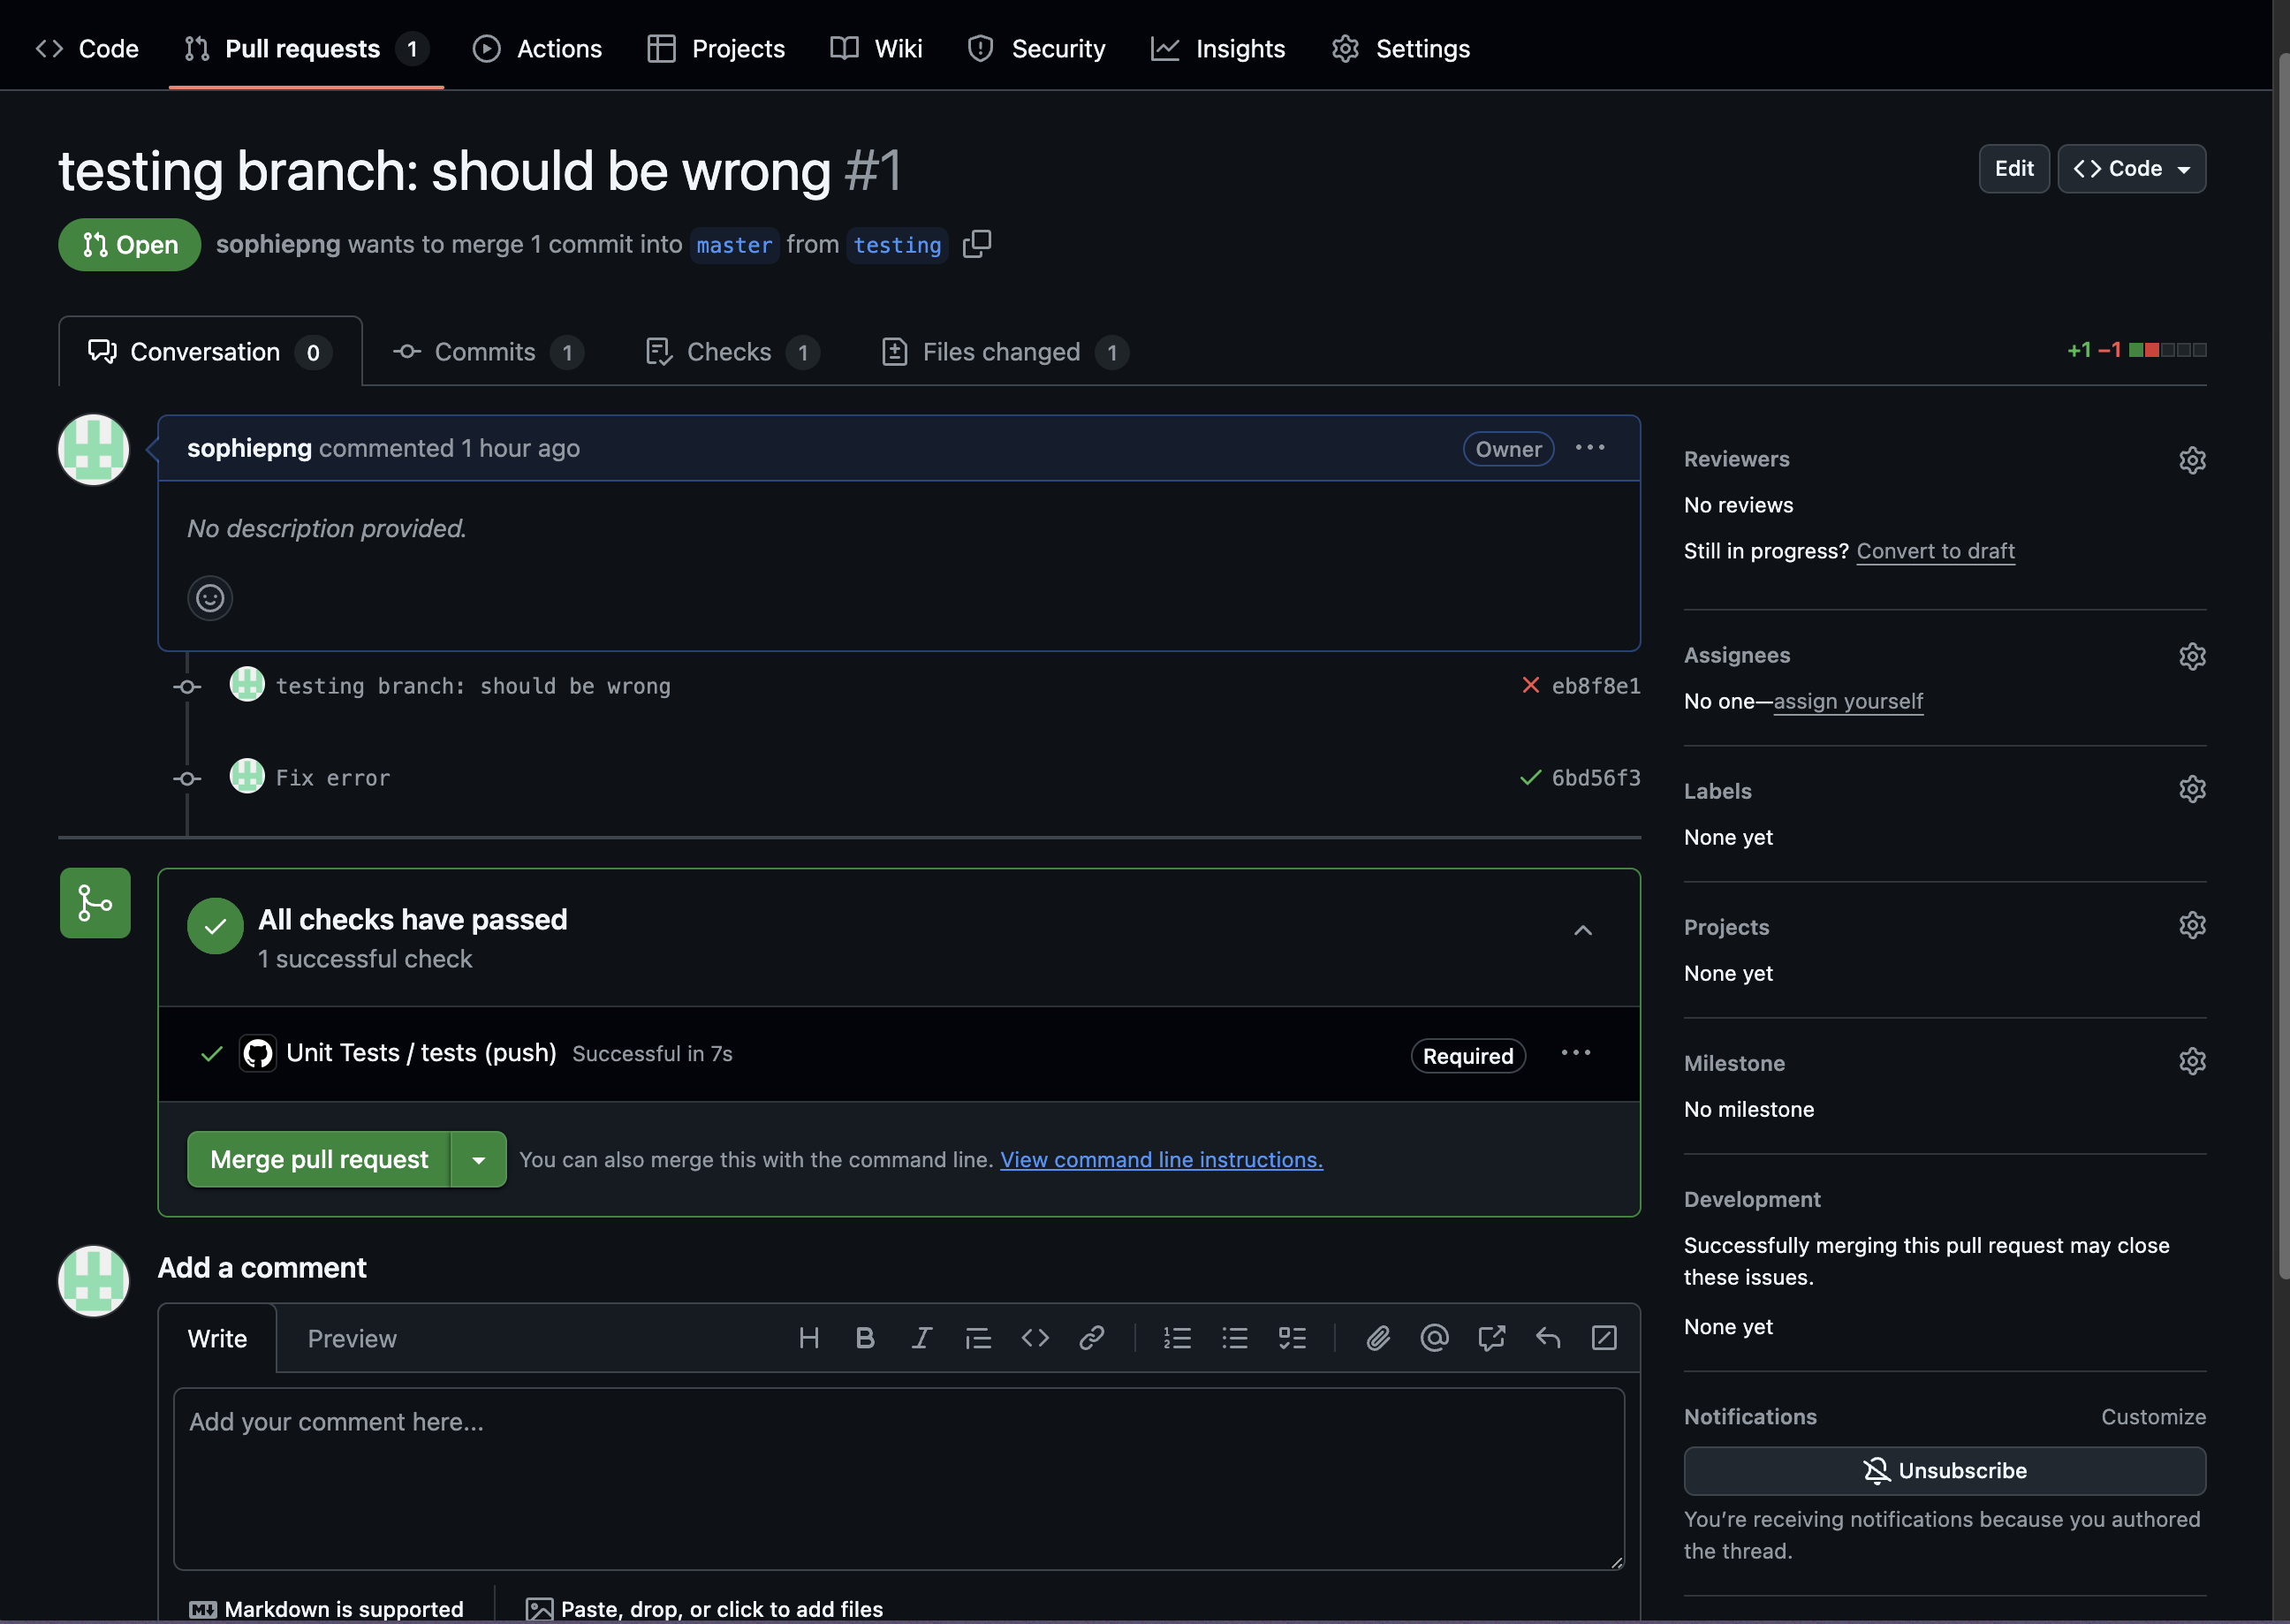 Code Pull requests 1 Actions Projects Wiki Security Insights Settings
testing branch: should be wrong #1
Edit
Code
Open
sophiepng wants to merge 1 commit into master from testing
Conversation 0
Commits 1
Checks 1
Files changed 1
+1 −1
sophiepng commented 1 hour ago
Owner
No description provided.
testing branch: should be wrong
eb8f8e1
Fix error
6bd56f3
All checks have passed
1 successful check
Unit Tests / tests (push) Successful in 7s
Required
Merge pull request
You can also merge this with the command line. View command line instructions.
Add a comment
Write
Preview
Add your comment here...
Markdown is supported
Paste, drop, or click to add files
Reviewers
No reviews
Still in progress? Convert to draft
Assignees
No one—assign yourself
Labels
None yet
Projects
None yet
Milestone
No milestone
Development
Successfully merging this pull request may close
these issues.
None yet
Notifications
Customize
Unsubscribe
You’re receiving notifications because you authored
the thread.